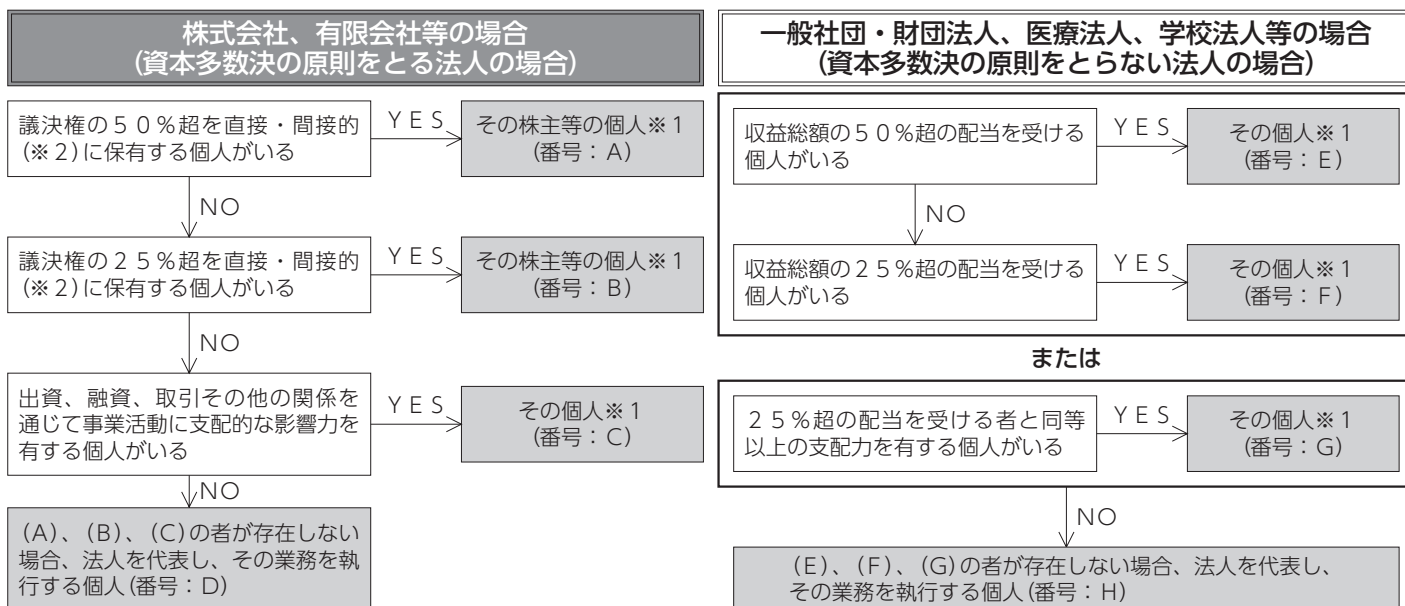 株式会社、有限会社等の場合
(資本多数決の原則をとる法人の場合)
議決権の50%超を直接・間接的
(※2)に保有する個人がいる
YES
その株主等の個人※1
(番号:A)
NO
議決権の25%超を直接・間接的
(※2)に保有する個人がいる
YES
その株主等の個人※1
(番号:B)
NO
出資、融資、取引その他の関係を
通じて事業活動に支配的な影響力を
有する個人がいる
YES
その個人※1
(番号:C)
NO
(A)、(B)、(C)の者が存在しない
場合、法人を代表し、その業務を執
行する個人(番号:D)
一般社団・財団法人、医療法人、学校法人等の場合
(資本多数決の原則をとらない法人の場合)
収益総額の50%超の配当を受ける
個人がいる
YES
その個人※1
(番号:E)
NO
収益総額の25%超の配当を受ける
個人がいる
YES
その個人※1
(番号:F)
または
25%超の配当を受ける者と同等
以上の支配力を有する個人がいる
YES
その個人※1
(番号:G)
NO
(E)、(F)、(G)の者が存在しない場合、法人を代表し、
その業務を執行する個人(番号:H)